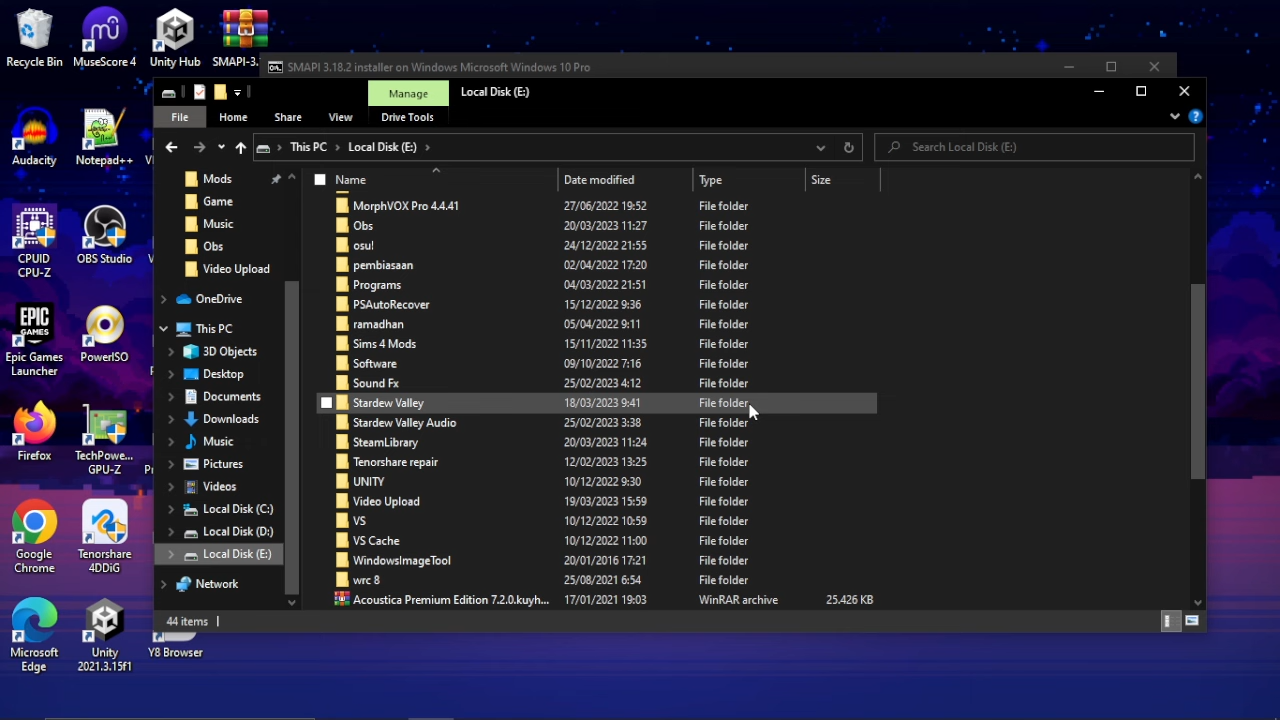 Recycle Bin
MuseScore 4
Unity Hub
SMAPI-3.
SMAPI 3.18.2 installer on Windows Microsoft Windows 10 Pro
Manage
Local Disk (E:)
File
Home
Share
View
Drive Tools
This PC
Local Disk (E:)
Search Local Disk (E:)
Name
Date modified
Type
Size
Mods
Game
Music
Obs
Video Upload
OneDrive
This PC
3D Objects
Desktop
Documents
Downloads
Music
Pictures
Videos
Local Disk (C:)
Local Disk (D:)
Local Disk (E:)
Network
MorphVOX Pro 4.4.41 27/06/2022 19:52 File folder
Obs 20/03/2023 11:27 File folder
osu! 24/12/2022 21:55 File folder
pembiasaan 02/04/2022 17:20 File folder
Programs 04/03/2022 21:51 File folder
PSAutoRecover 15/12/2022 9:36 File folder
ramadhan 05/04/2022 9:11 File folder
Sims 4 Mods 15/11/2022 11:35 File folder
Software 09/10/2022 7:16 File folder
Sound Fx 25/02/2023 4:12 File folder
Stardew Valley 18/03/2023 9:41 File folder
Stardew Valley Audio 25/02/2023 3:38 File folder
SteamLibrary 20/03/2023 11:24 File folder
Tenorshare repair 12/02/2023 13:25 File folder
UNITY 10/12/2022 9:30 File folder
Video Upload 19/03/2023 15:59 File folder
VS 10/12/2022 10:59 File folder
VS Cache 10/12/2022 11:00 File folder
WindowsImageTool 20/01/2016 17:21 File folder
wrc 8 25/08/2021 6:54 File folder
Acoustica Premium Edition 7.2.0.kuyh... 17/01/2021 19:03 WinRAR archive 25.426 KB
44 items
Audacity
Notepad++
CPUID
CPU-Z
OBS Studio
Epic Games
Launcher
PowerISO
Firefox
TechPowe...
GPU-Z
Google
Chrome
Tenorshare
4DDiG
Microsoft
Edge
Unity
2021.3.15f1
Y8 Browser